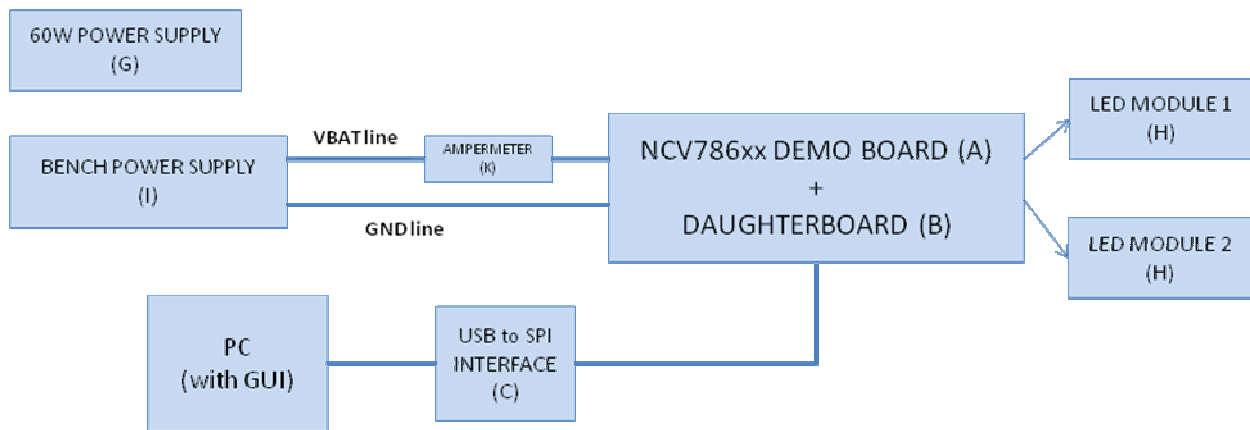 60W POWER SUPPLY
(G)
BENCH POWER SUPPLY
(I)
VBAT line
AMPERMETER
(K)
GND line
NCV786xx DEMO BOARD (A)
+
DAUGHTERBOARD (B)
LED MODULE 1
(H)
LED MODULE 2
(H)
PC
(with GUI)
USB to SPI
INTERFACE
(C)